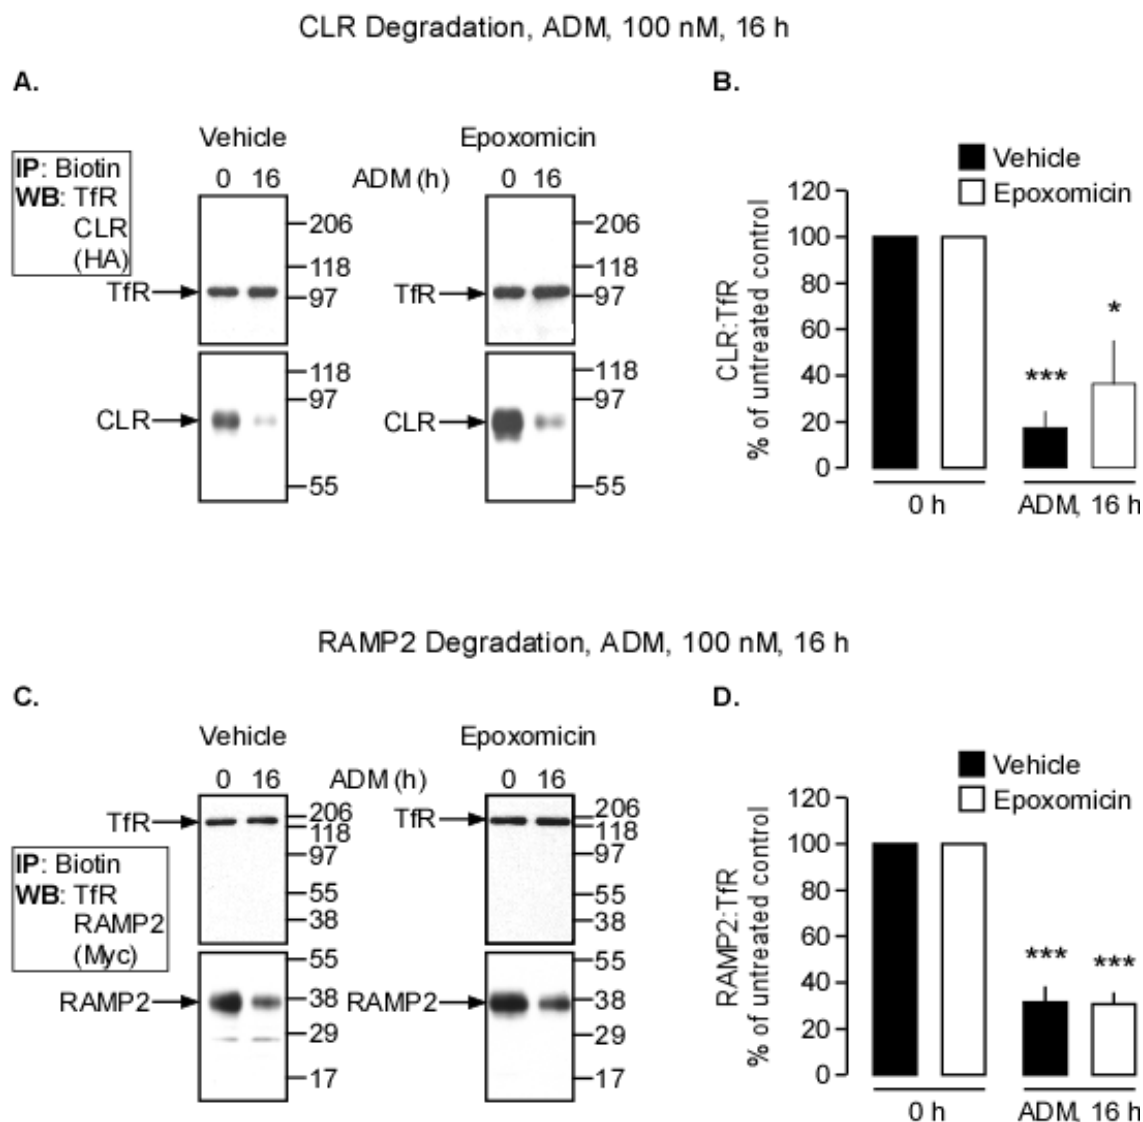 CLR Degradation, ADM, 100 nM, 16 h
A.
IP: Biotin
WB: TfR
CLR
(HA)
Vehicle
Epoxomicin
0 16 ADM (h) 0 16
206
118
97
TfR
118
97
55
CLR
206
118
97
TfR
118
97
55
CLR
B.
Vehicle
Epoxomicin
CLR:TfR
% of untreated control
120
100
80
60
40
20
0
***
*
0 h
ADM, 16 h
RAMP2 Degradation, ADM, 100 nM, 16 h
C.
IP: Biotin
WB: TfR
RAMP2
(Myc)
Vehicle
Epoxomicin
0 16 ADM (h) 0 16
TfR
206
118
97
55
38
RAMP2
55
38
29
17
TfR
206
118
97
55
38
RAMP2
55
38
29
17
D.
Vehicle
Epoxomicin
RAMP2:TfR
% of untreated control
120
100
80
60
40
20
0
***
***
0 h
ADM, 16 h